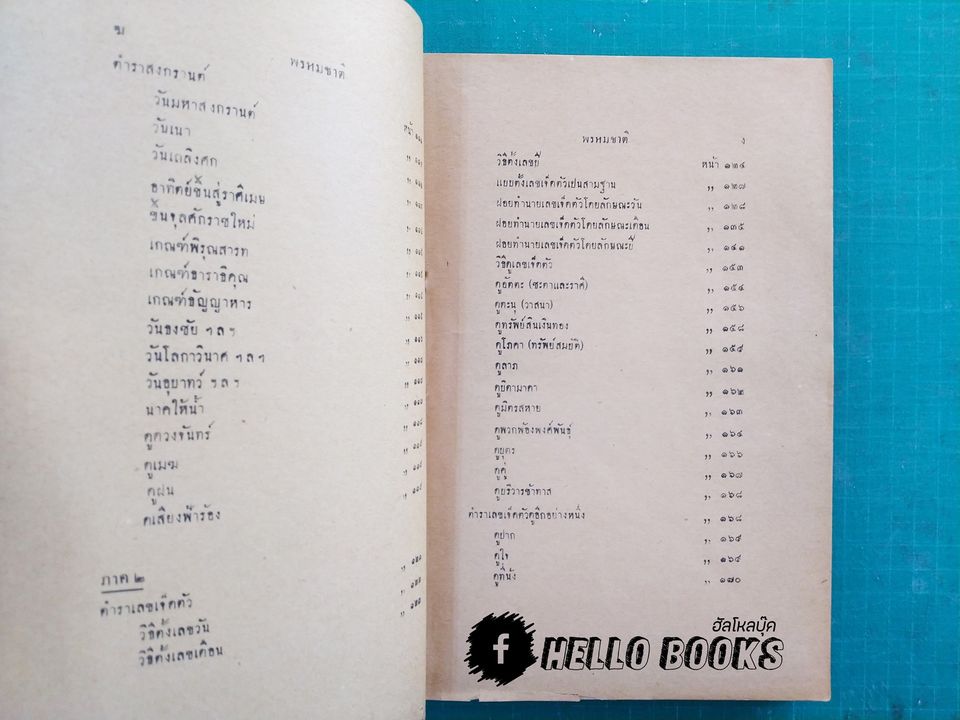 ฆ
พรหมชาติ
ตำราสงกรานต์
วันมหาสงกรานต์ หน้า
วันเนา ,,
วันเถลิงศก ,,
อาทิตย์ขึ้นสู่ราศีเมษ ,,
ขึ้นจุลศักราชใหม่ ,,
เกณฑ์พิรุณสารท ,,
เกณฑ์ธาราธิคุณ ,,
เกณฑ์ธัญญาหาร ,,
วันธงชัย ฯลฯ ,,
วันโลกาวินาศ ฯลฯ ,,
วันอุบาทว์ ฯลฯ ,,
นาคให้น้ำ ,,
ดูดวงจันทร์ ,,
ดูเมฆ ,,
ดูฝน ,,
ดูเสียงฟ้าร้อง
ภาค ๒
ตำราเลขเจ็ดตัว ,,
วิธีตั้งเลขวัน ,,
วิธีตั้งเลขเดือน
พรหมชาติ ง
วิธีตั้งเลขปี หน้า ๑๒๔
แบบตั้งเลขเจ็ดตัวเป็นสามฐาน ,, ๑๒๗
ฝอยทำนายเลขเจ็ดตัวโดยลักษณะวัน ,, ๑๒๘
ฝอยทำนายเลขเจ็ดตัวโดยลักษณะเดือน ,, ๑๓๕
ฝอยทำนายเลขเจ็ดตัวโดยลักษณะปี ,, ๑๔๑
วิธีดูเลขเจ็ดตัว ,, ๑๕๓
ดูอัตตะ (ชะตาและราศี) ,, ๑๕๔
ดูตะนุ (วาสนา) ,, ๑๕๖
ดูทรัพย์สินเงินทอง ,, ๑๕๘
ดูโภคา (ทรัพย์สมบัติ) ,, ๑๕๙
ดูลาภ ,, ๑๖๑
ดูบิดามาดา ,, ๑๖๒
ดูมิตรสหาย ,, ๑๖๓
ดูพวกพ้องพงศ์พันธุ์ ,, ๑๖๔
ดูบุตร ,, ๑๖๖
ดูคู่ ,, ๑๖๗
ดูบริวารข้าทาส ,, ๑๖๘
ตำราเลขเจ็ดตัวดูอีกอย่างหนึ่ง ,, ๑๖๘
ดูปาก ,, ๑๖๙
ดูใจ ,, ๑๖๙
ดูที่นั่ง ,, ๑๗๐
ฮัลโหลบุ๊ค
f HELLO BOOKS